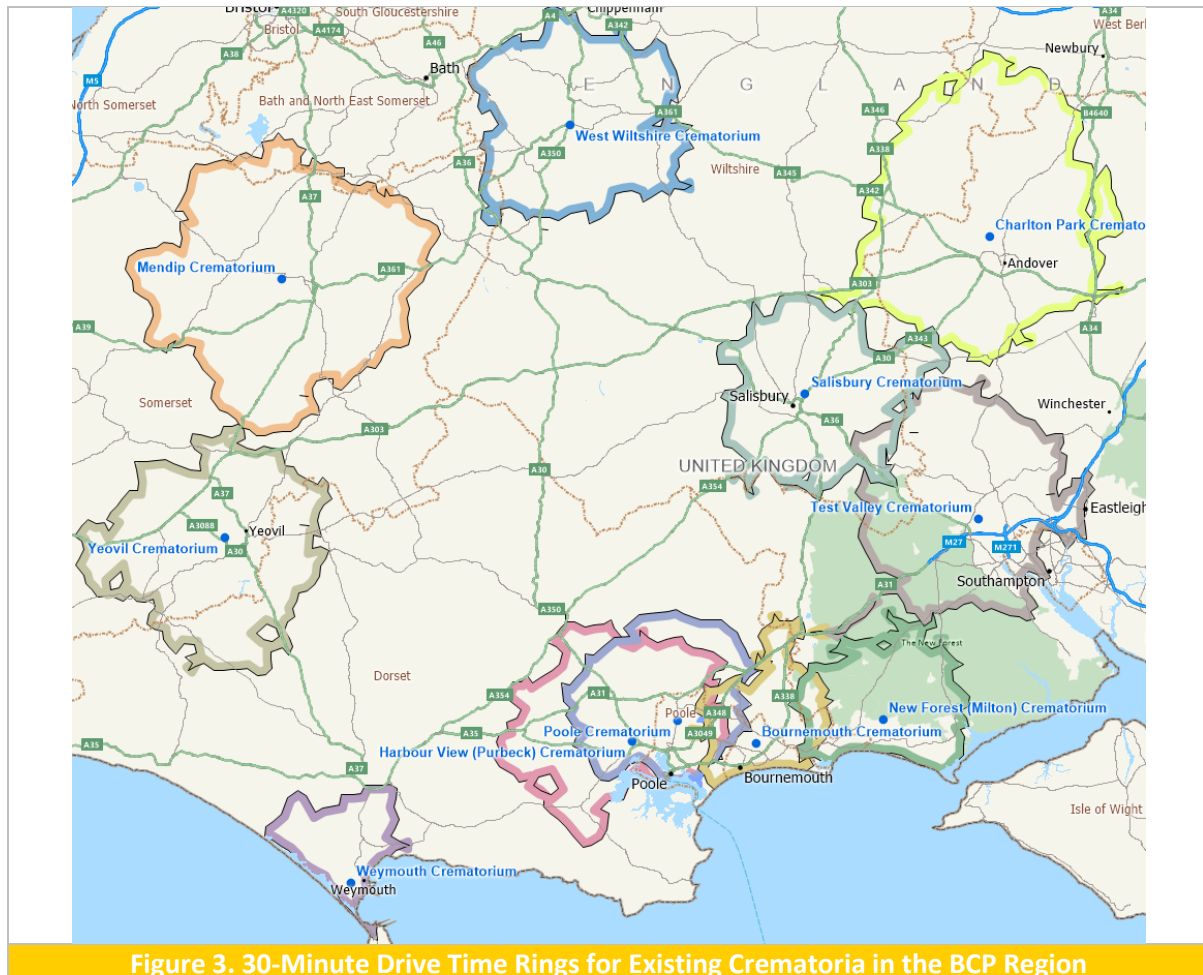 Bristol
A4320
South Gloucestershire
A4
Chippenham
A342
A34
West Berk
Bristol
A4174
A46
A38
Bath
Newbury
M5
E N G L A N D
North Somerset
Bath and North East Somerset
A361
A346
B4640
West Wiltshire Crematorium
A350
A338
A36
Wiltshire
A345
A37
A342
Charlton Park Cremato
Mendip Crematorium
A361
Andover
A303
A39
A34
A343
A30
Salisbury Crematorium
Somerset
Salisbury
Winchester
A303
A36
UNITED KINGDOM
A30
A354
A37
Test Valley Crematorium
Eastleigh
A3088
Yeovil
Yeovil Crematorium
A30
M27
M271
Southampton
A31
A350
The New Forest
Dorset
A354
A31
A338
Poole
A348
New Forest (Milton) Crematorium
A35
Poole Crematorium
A3049
Bournemouth Crematorium
A35
Harbour View (Purbeck) Crematorium
A37
Poole
Bournemouth
Isle of Wight
Weymouth Crematorium
Weymouth
Figure 3. 30-Minute Drive Time Rings for Existing Crematoria in the BCP Region